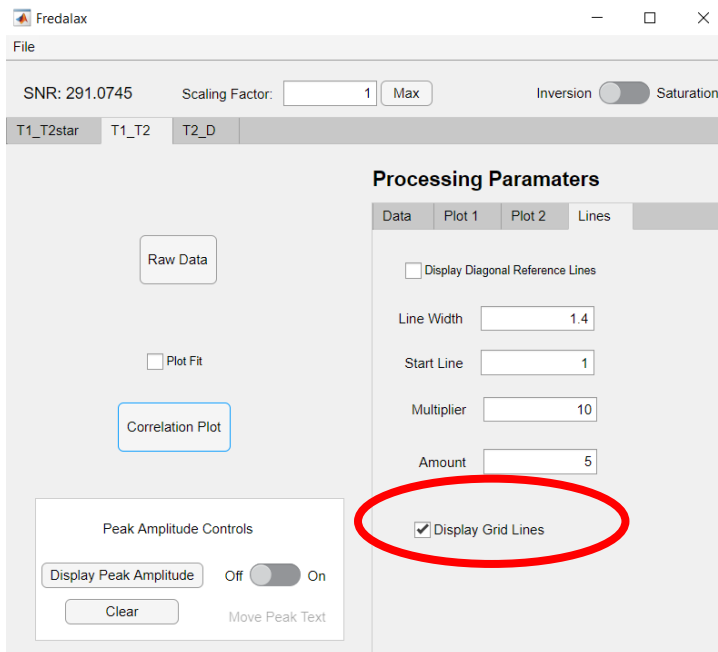 Fredalax
File
SNR: 291.0745 Scaling Factor: 1 Max Inversion Saturation
T1_T2star T1_T2 T2_D
Processing Paramaters
Data Plot 1 Plot 2 Lines
Raw Data
Display Diagonal Reference Lines
Line Width 1.4
Plot Fit
Start Line 1
Correlation Plot
Multiplier 10
Amount 5
Peak Amplitude Controls
Display Grid Lines
Display Peak Amplitude Off On
Clear Move Peak Text